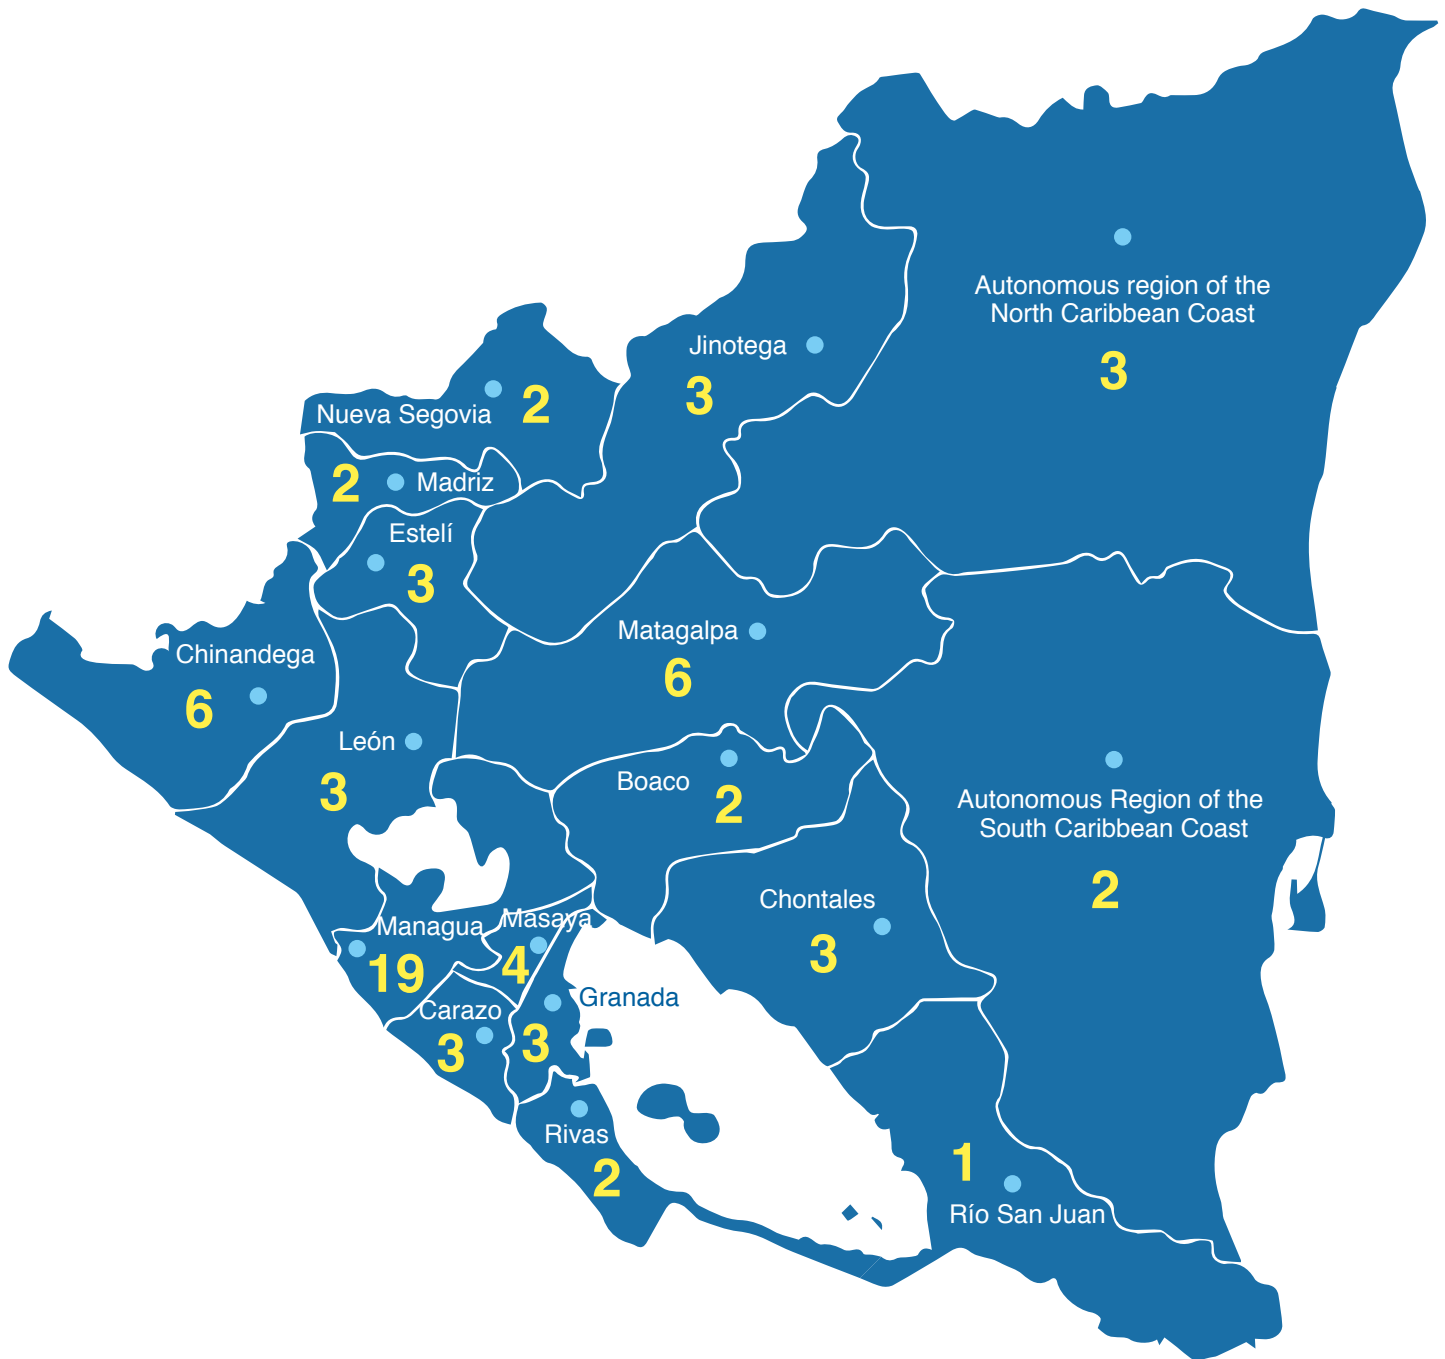 Autonomous region of the
North Caribbean Coast
3
Jinotega
3
Nueva Segovia
2
2
Madriz
Estelí
3
Matagalpa
6
Chinandega
6
León
3
Boaco
2
Autonomous Region of the
South Caribbean Coast
2
Chontales
3
Managua
19
Masaya
4
Granada
3
Carazo
3
Rivas
2
1
Río San Juan